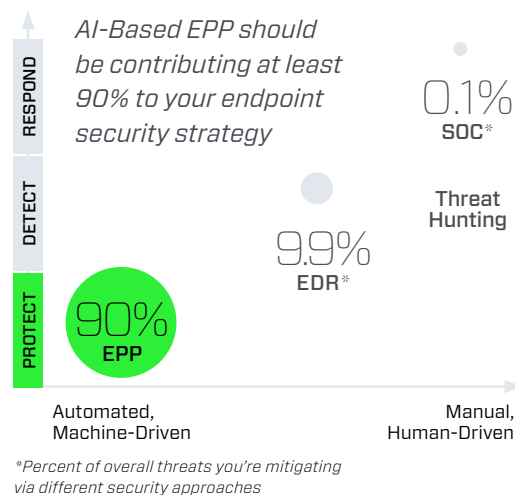 AI-Based EPP should
be contributing at least
90% to your endpoint
security strategy
RESPOND
DETECT
PROTECT
0.1%
SOC*
Threat
Hunting
9.9%
EDR*
90%
EPP
Automated,
Machine-Driven
Manual,
Human-Driven
*Percent of overall threats you're mitigating
via different security approaches